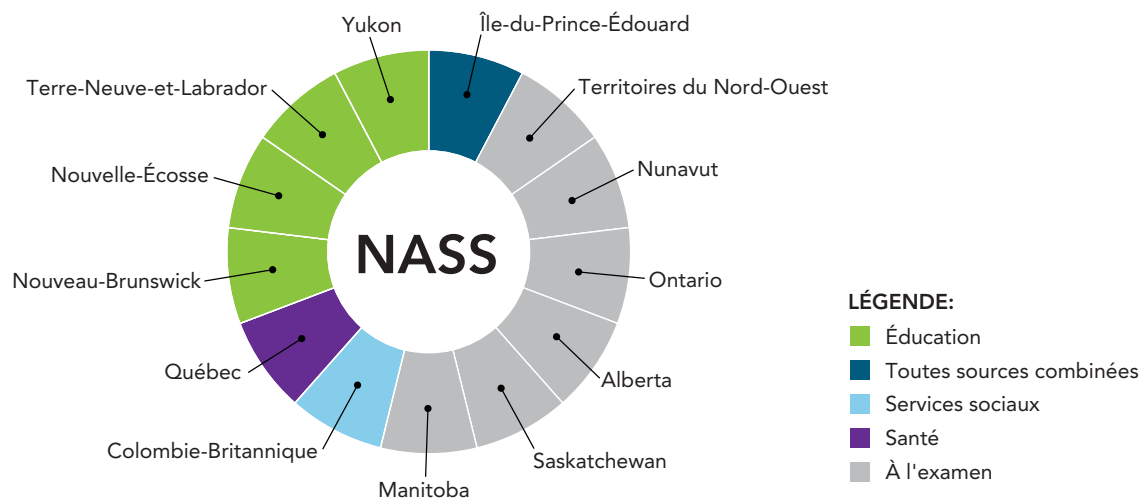 Yukon
Île-du-Prince-Édouard
Terre-Neuve-et-Labrador
Territoires du Nord-Ouest
Nouvelle-Écosse
Nunavut
NASS
Nouveau-Brunswick
Ontario
Québec
Alberta
Colombie-Britannique
Saskatchewan
Manitoba
LÉGENDE:
Éducation
Toutes sources combinées
Services sociaux
Santé
À l'examen